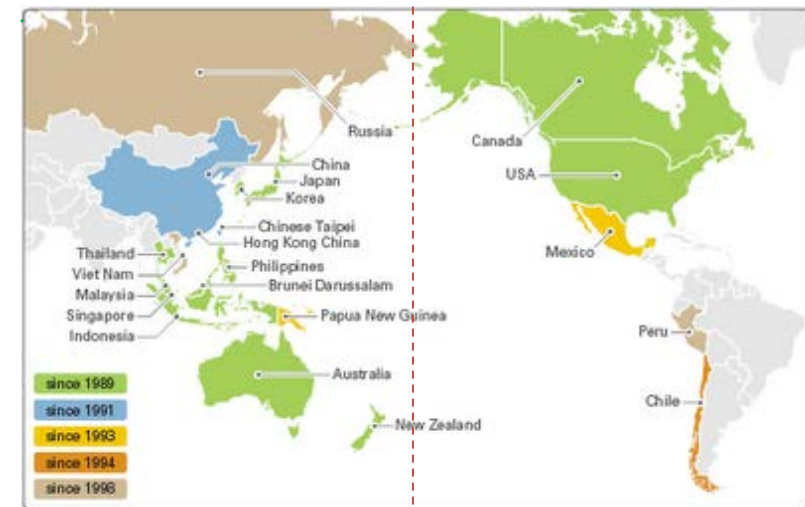 Russia
Canada
China
USA
Japan
Korea
Chinese Taipei
Hong Kong China
Mexico
Thailand
Philippines
Viet Nam
Brunei Darussalam
Malaysia
Singapore
Papua New Guinea
Indonesia
Peru
Australia
since 1989
Chile
since 1991
New Zealand
since 1993
since 1994
since 1998